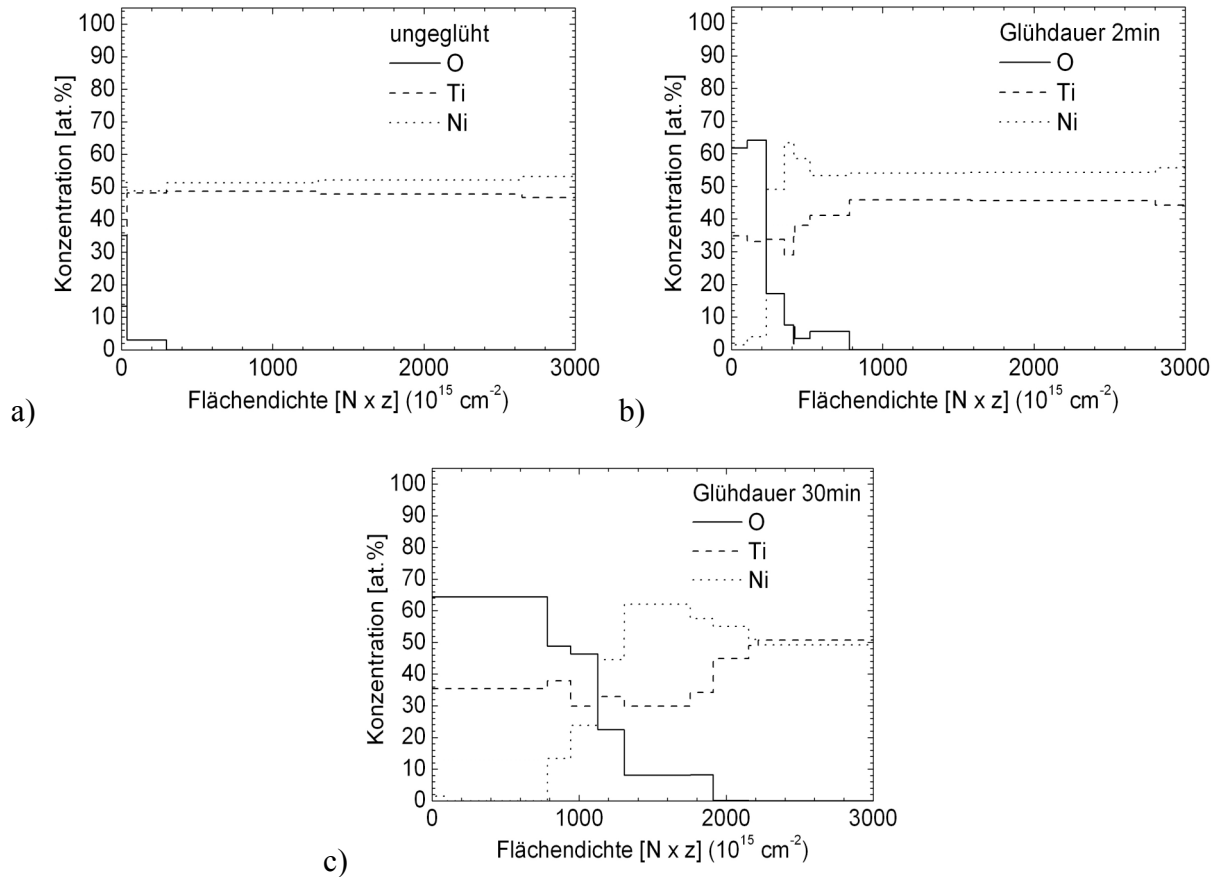 ungeglüht
O
Ti
Ni
Konzentration [at.%]
100
90
80
70
60
50
40
30
20
10
0
0 1000 2000 3000
Flächendichte [N x z] (10¹⁵ cm⁻²)
a)
Glühdauer 2min
O
Ti
Ni
Konzentration [at.%]
100
90
80
70
60
50
40
30
20
10
0
0 1000 2000 3000
Flächendichte [N x z] (10¹⁵ cm⁻²)
b)
Glühdauer 30min
O
Ti
Ni
Konzentration [at.%]
100
90
80
70
60
50
40
30
20
10
0
0 1000 2000 3000
Flächendichte [N x z] (10¹⁵ cm⁻²)
c)